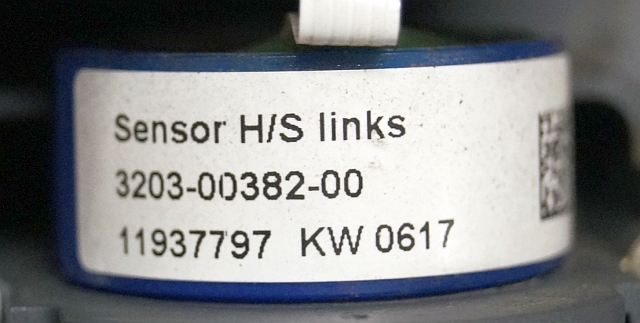 Sensor H/S links
3203-00382-00
11937797 KW 0617